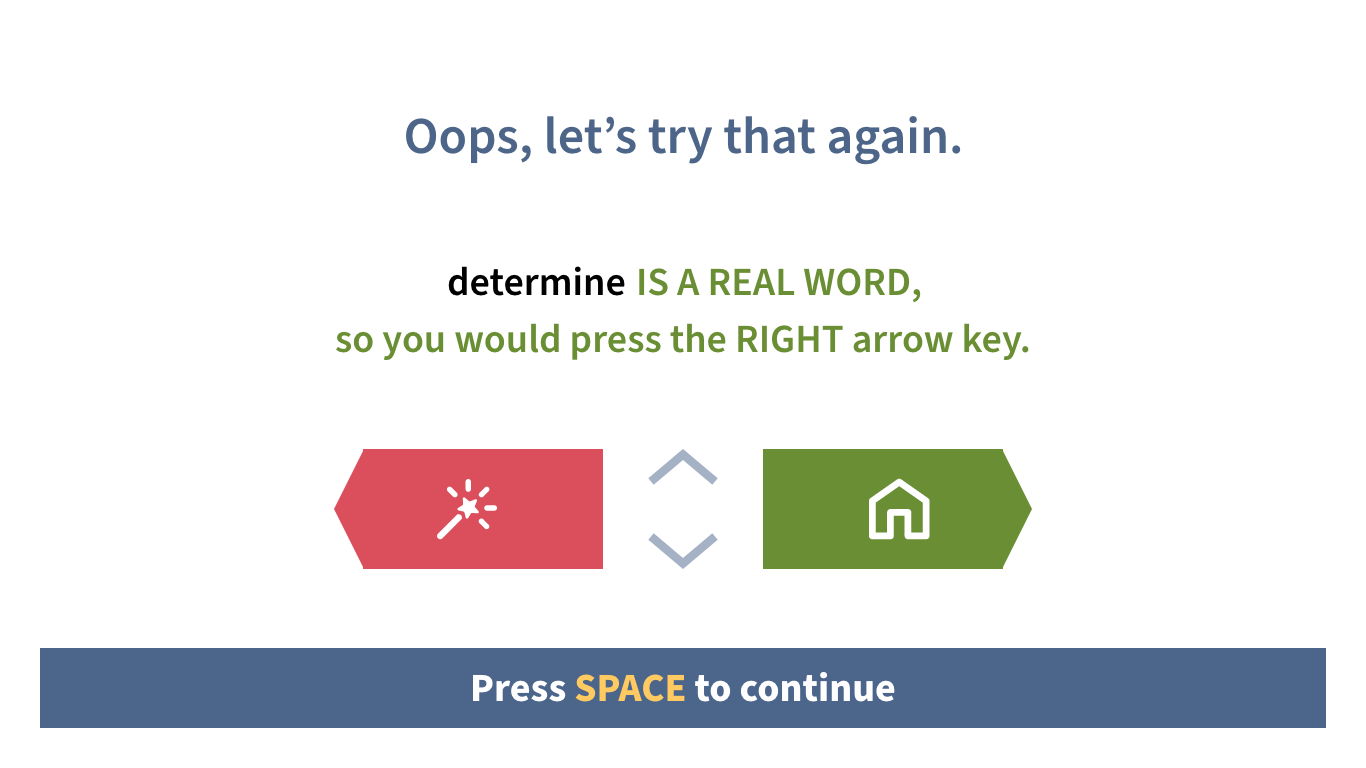 Oops, let’s try that again.
determine IS A REAL WORD,
so you would press the RIGHT arrow key.
Press SPACE to continue